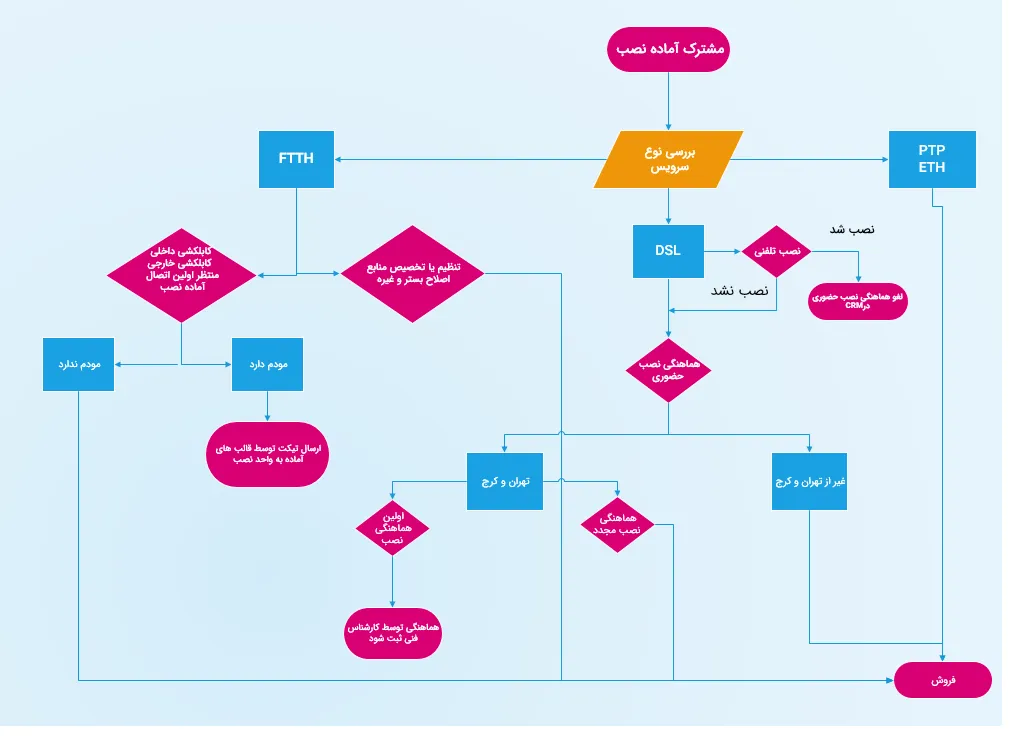 مشترک آماده نصب
بررسی نوع
سرویس
FTTH
PTP
ETH
DSL
نصب تلفنی
نصب شد
نصب نشد
لغو هماهنگی نصب حضوری
درCRM
کابلکشی داخلی
کابلکشی خارجی
منتظر اولین اتصال
آماده نصب
تنظیم یا تخصیص منابع
اصلاح بستر و غیره
مودم ندارد
مودم دارد
هماهنگی نصب
حضوری
ارسال تیکت توسط قالب های
آماده به واحد نصب
تهران و کرج
غیر از تهران و کرج
اولین
هماهنگی
نصب
هماهنگی
نصب مجدد
هماهنگی توسط کارشناس
فنی ثبت شود
فروش